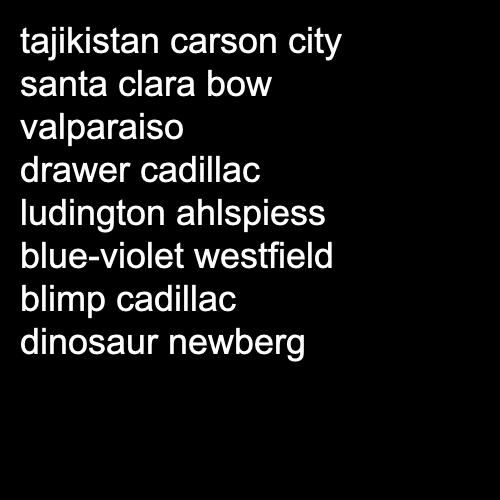 tajikistan carson city
santa clara bow
valparaiso
drawer cadillac
ludington ahlspiess
blue-violet westfield
blimp cadillac
dinosaur newberg